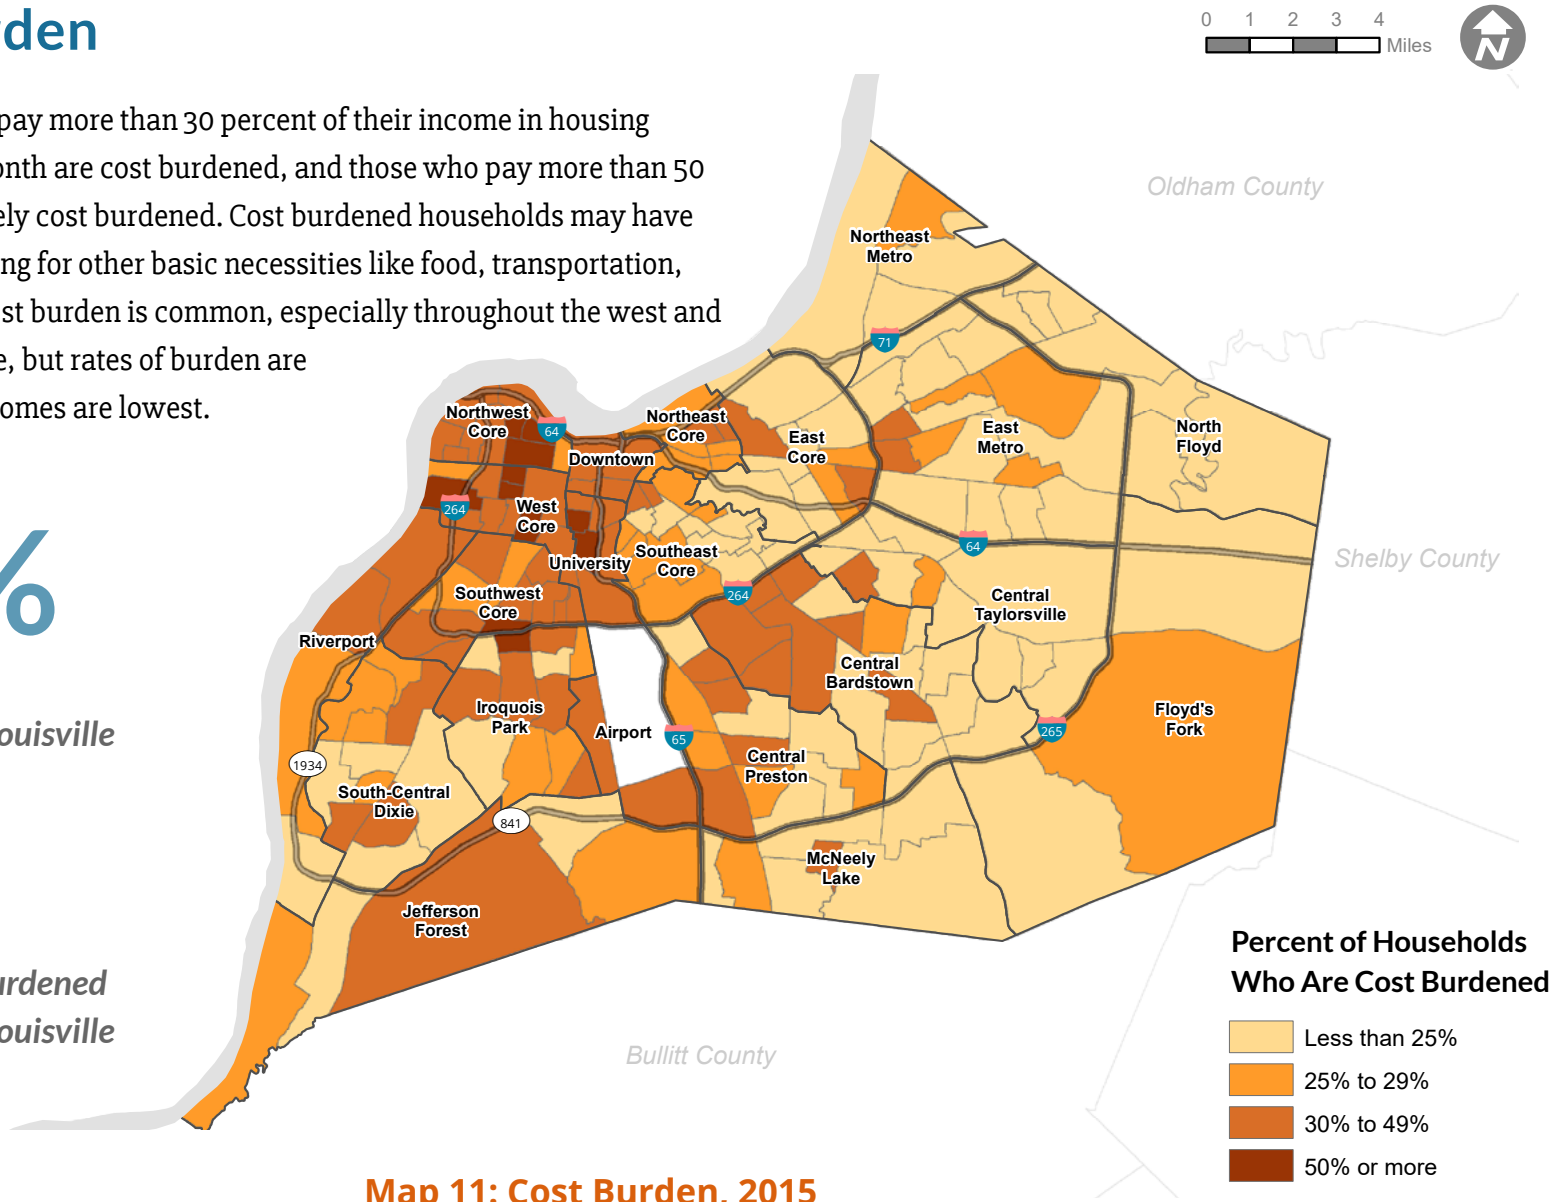 rden
pay more than 30 percent of their income in housing
onth are cost burdened, and those who pay more than 50
ely cost burdened. Cost burdened households may have
ng for other basic necessities like food, transportation,
st burden is common, especially throughout the west and
e, but rates of burden are
omes are lowest.
%
ouisville
urdened
ouisville
0 1 2 3 4
Miles
N
Oldham County
Northeast
Metro
71
Northwest
Core
64
Northeast
Core
Downtown
East
Core
East
Metro
North
Floyd
264
West
Core
University
Southeast
Core
64
Shelby County
264
Southwest
Core
Central
Taylorsville
Riverport
Central
Bardstown
Iroquois
Park
Airport
65
Floyd's
Fork
265
1934
Central
Preston
South-Central
Dixie
841
McNeely
Lake
Jefferson
Forest
Bullitt County
Percent of Households
Who Are Cost Burdened
Less than 25%
25% to 29%
30% to 49%
50% or more
Map 11: Cost Burden, 2015